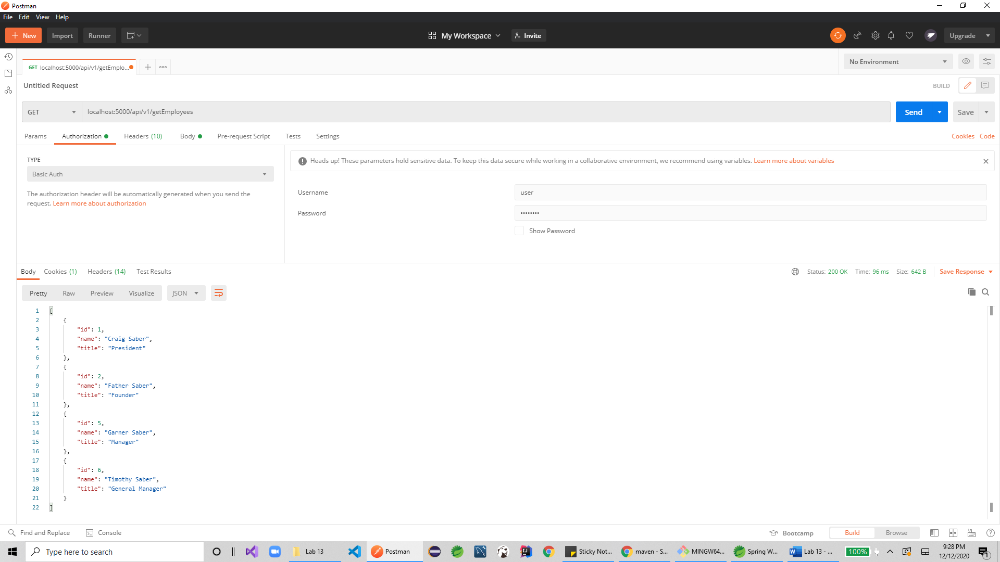 Postman
File Edit View Help
New Import Runner My Workspace Invite Upgrade
GET localhost:5000/api/v1/getEmplo... No Environment
Untitled Request BUILD
GET localhost:5000/api/v1/getEmployees Send Save
Params Authorization Headers (10) Body Pre-request Script Tests Settings Cookies Code
TYPE
Basic Auth
The authorization header will be automatically generated when you send the
request. Learn more about authorization
Heads up! These parameters hold sensitive data. To keep this data secure while working in a collaborative environment, we recommend using variables. Learn more about variables
Username user
Password ••••••••
Show Password
Body Cookies (1) Headers (14) Test Results Status: 200 OK Time: 96 ms Size: 642 B Save Response
Pretty Raw Preview Visualize JSON
1 [
2 {
3 "id": 1,
4 "name": "Craig Saber",
5 "title": "President"
6 },
7 {
8 "id": 2,
9 "name": "Father Saber",
10 "title": "Founder"
11 },
12 {
13 "id": 5,
14 "name": "Garner Saber",
15 "title": "Manager"
16 },
17 {
18 "id": 6,
19 "name": "Timothy Saber",
20 "title": "General Manager"
21 }
22 ]
Find and Replace Console Bootcamp Build Browse
Type here to search Lab 13 Postman Sticky Not... maven - S... MINGW64... Spring W... Lab 13 - ... 100% 9:28 PM
12/12/2020 1